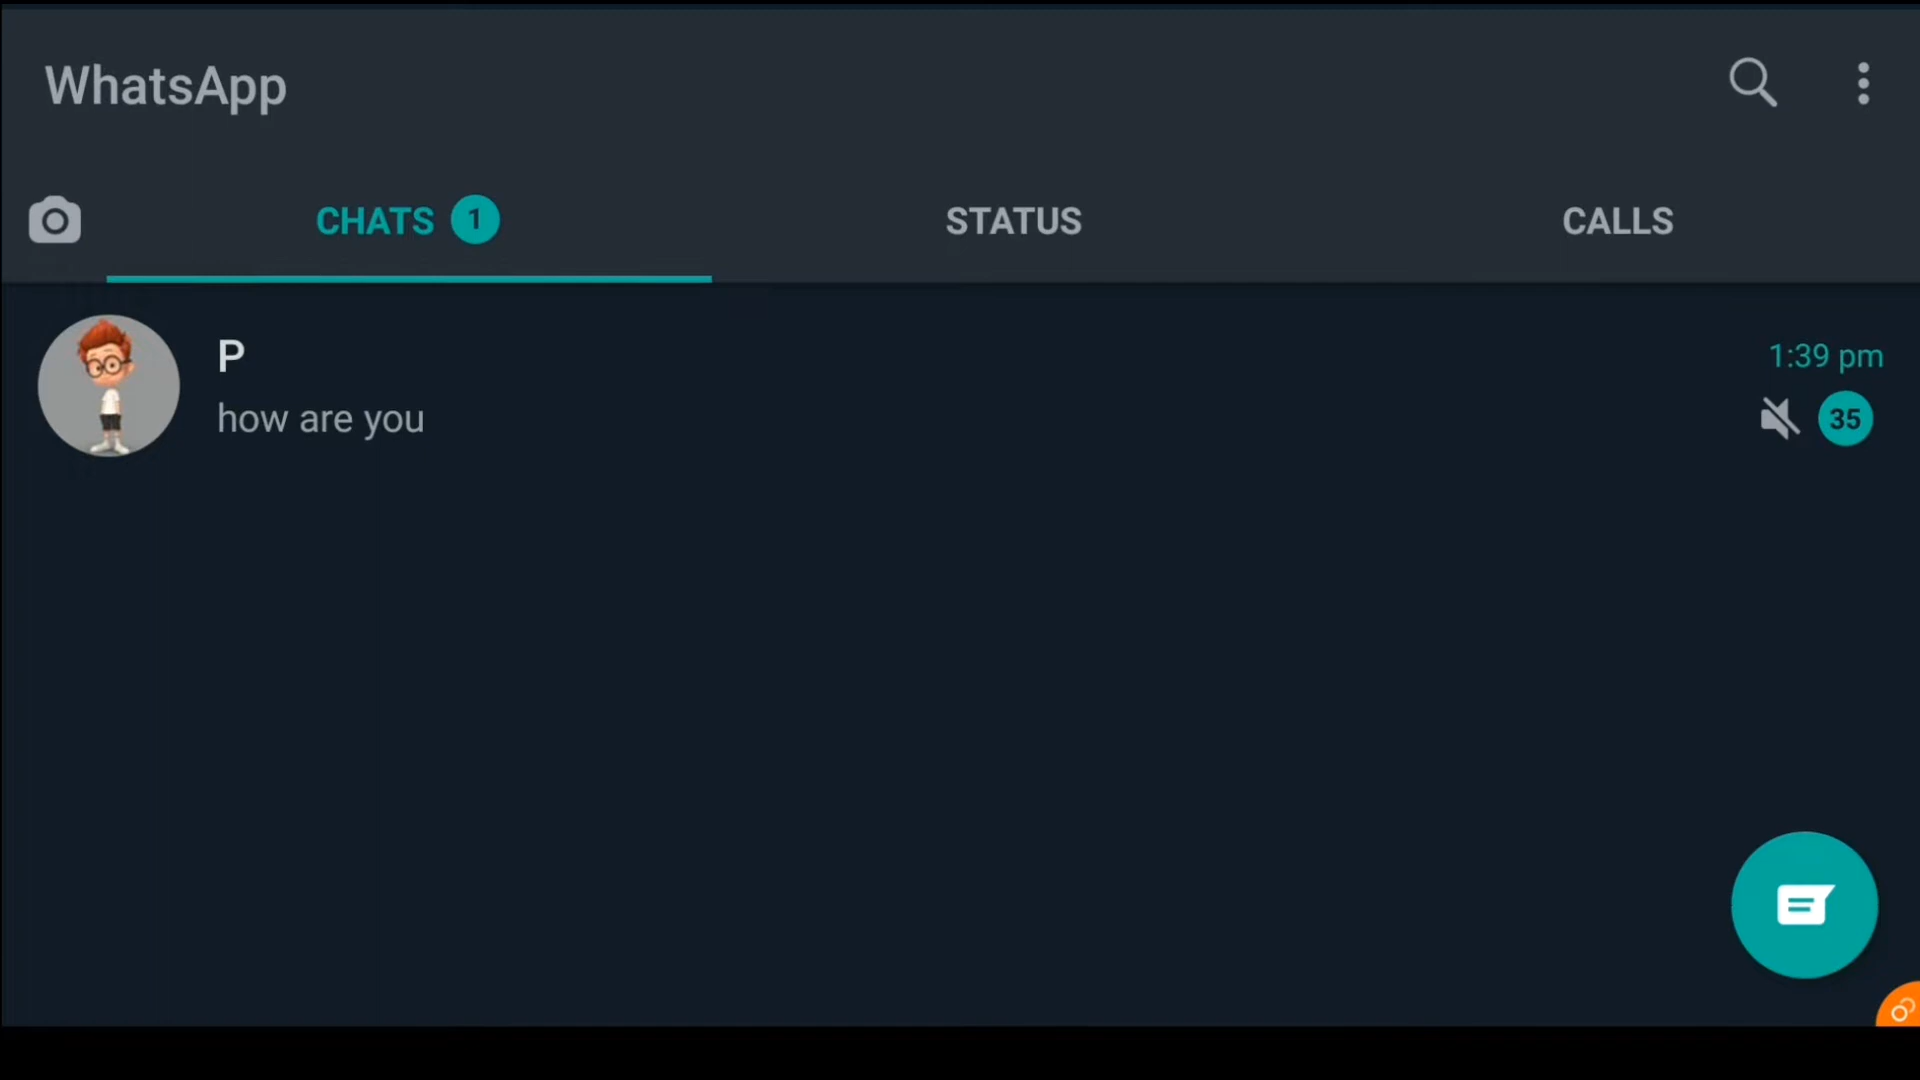 WhatsApp
CHATS 1
STATUS
CALLS
P
1:39 pm
how are you
35